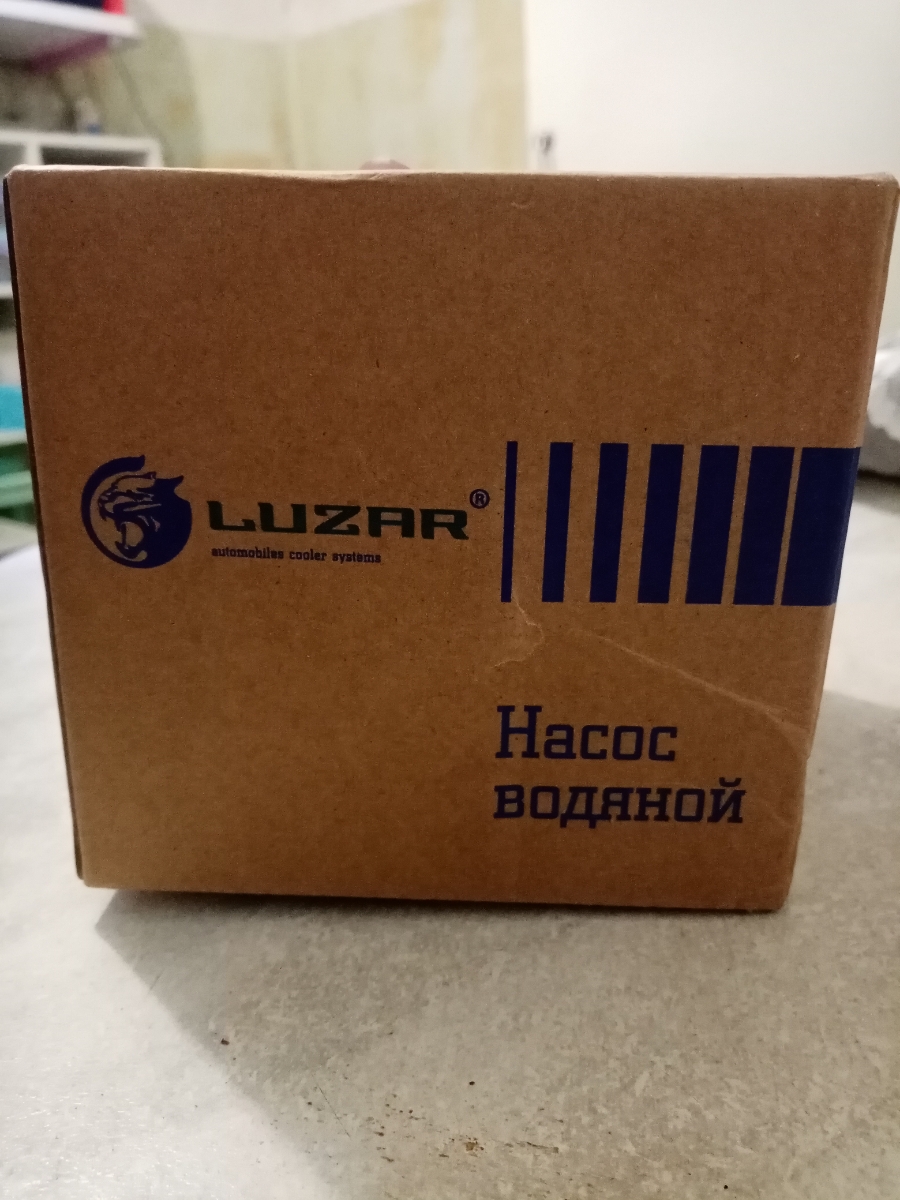 LUZAR®
automobiles cooler systems
Насос
водяной